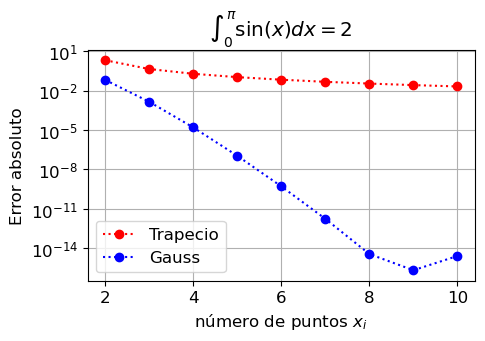 ∫₀^π sin(x)dx = 2
Error absoluto
10¹
10⁻²
10⁻⁵
10⁻⁸
10⁻¹¹
10⁻¹⁴
Trapecio
Gauss
2 4 6 8 10
número de puntos xᵢ